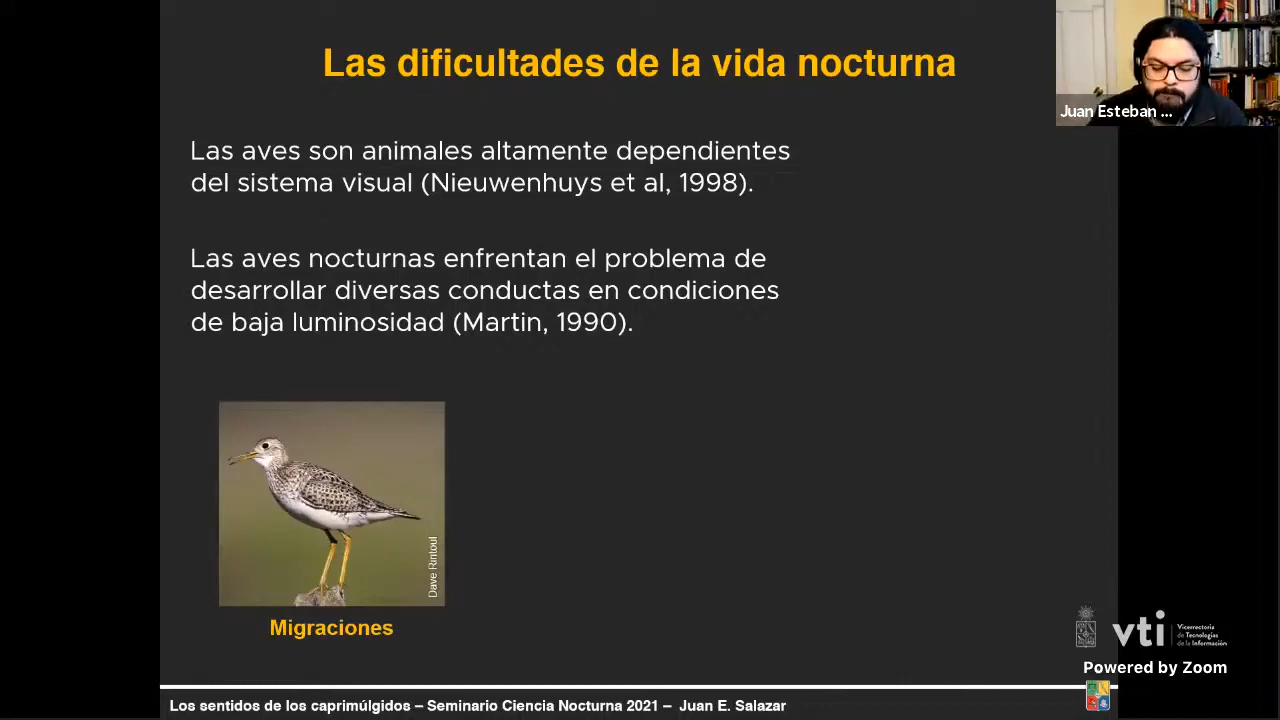 Las dificultades de la vida nocturna
Juan Esteban ...
Las aves son animales altamente dependientes
del sistema visual (Nieuwenhuys et al, 1998).
Las aves nocturnas enfrentan el problema de
desarrollar diversas conductas en condiciones
de baja luminosidad (Martin, 1990).
Dave Rintoul
Migraciones
vti
Vicerrectoría
de Tecnologías
de la Información
Powered by Zoom
Los sentidos de los caprimúlgidos – Seminario Ciencia Nocturna 2021 – Juan E. Salazar